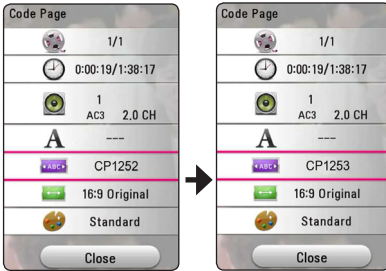 Code Page
1/1
0:00:19/1:38:17
1
AC3 2.0 CH
A
---
ABC CP1252
16:9 Original
Standard
Close
Code Page
1/1
0:00:19/1:38:17
1
AC3 2.0 CH
A
---
ABC CP1253
16:9 Original
Standard
Close